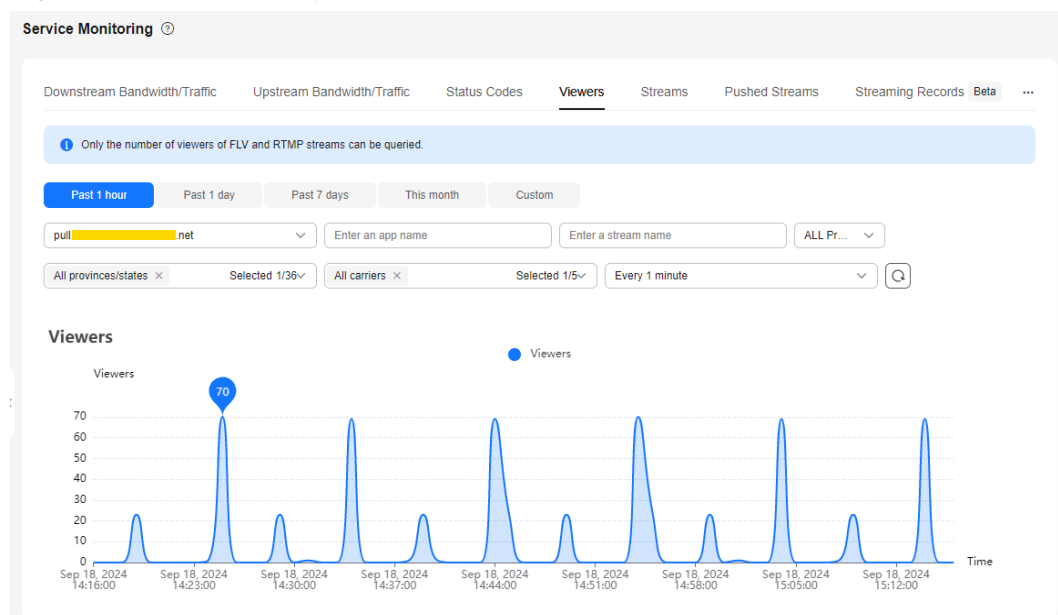 Service Monitoring ?
Downstream Bandwidth/Traffic Upstream Bandwidth/Traffic Status Codes Viewers Streams Pushed Streams Streaming Records Beta ...
Only the number of viewers of FLV and RTMP streams can be queried.
Past 1 hour Past 1 day Past 7 days This month Custom
pull .net Enter an app name Enter a stream name ALL Pr...
All provinces/states × Selected 1/36 All carriers × Selected 1/5 Every 1 minute
Viewers
Viewers
Viewers
70
70
60
50
40
30
20
10
0
Time
Sep 18, 2024 Sep 18, 2024 Sep 18, 2024 Sep 18, 2024 Sep 18, 2024 Sep 18, 2024 Sep 18, 2024 Sep 18, 2024 Sep 18, 2024
14:16:00 14:23:00 14:30:00 14:37:00 14:44:00 14:51:00 14:58:00 15:05:00 15:12:00